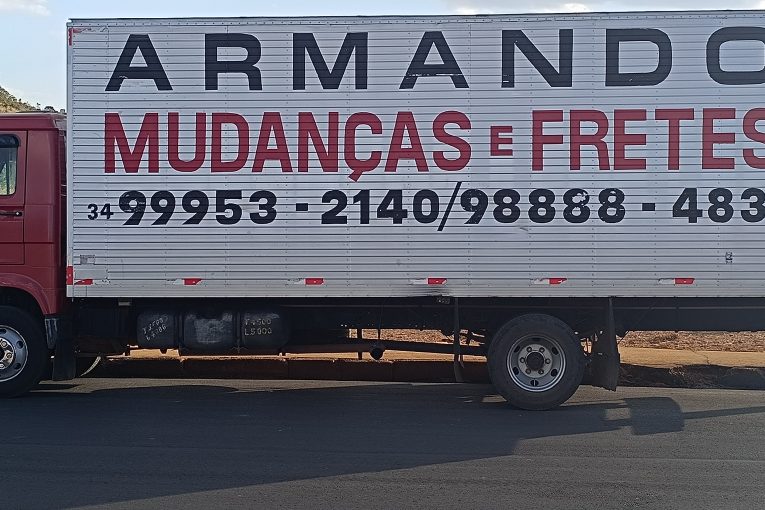 ARMANDO
MUDANÇAS E FRETES
34 99953 - 2140/98888 - 483